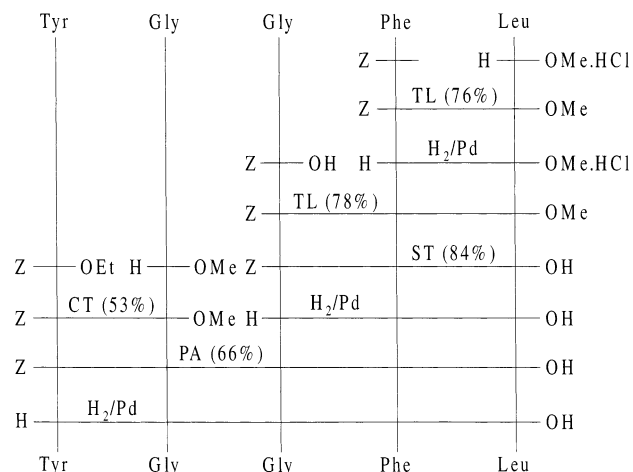 Tyr Gly Gly Phe Leu
Z H OMe.HCl
Z TL (76%) OMe
Z OH H H2/Pd OMe.HCl
Z TL (78%) OMe
Z OEt H OMe Z ST (84%) OH
Z CT (53%) OMe H H2/Pd OH
Z PA (66%) OH
H H2/Pd OH
Tyr Gly Gly Phe Leu